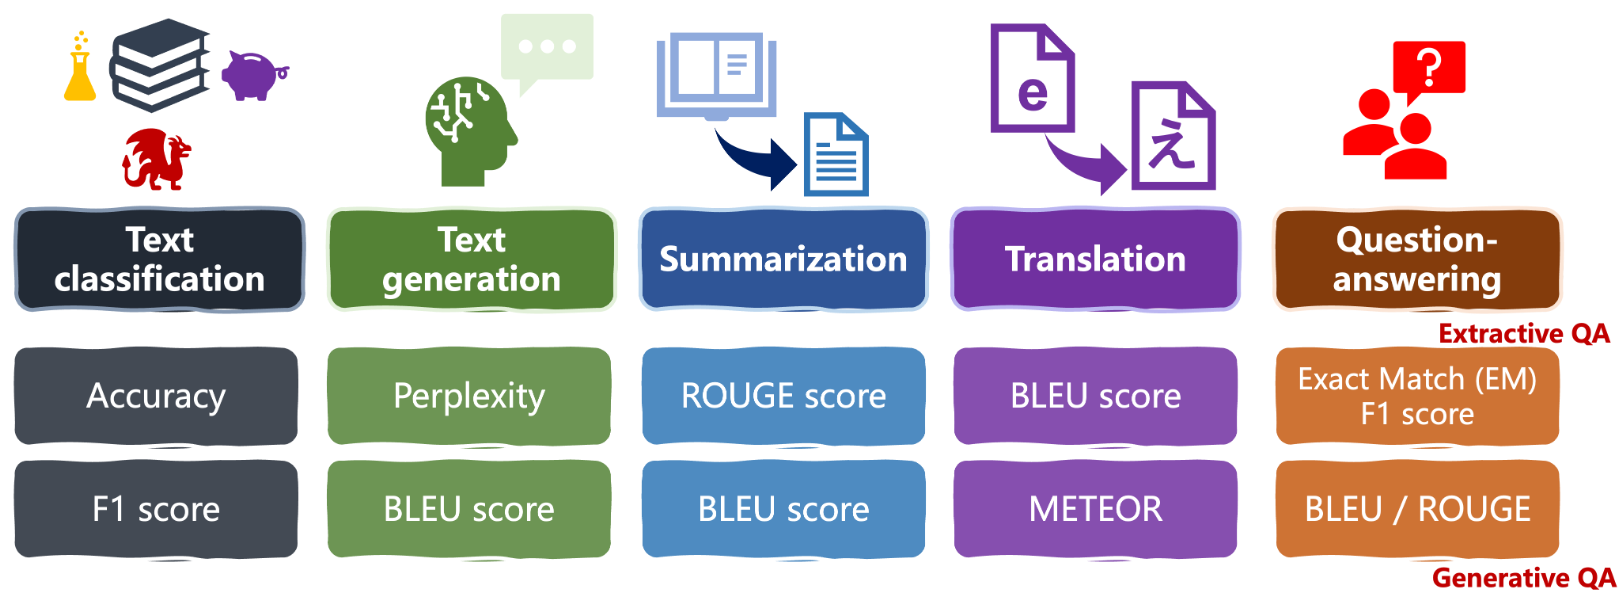 ?
e
え
Text
classification
Text
generation
Summarization
Translation
Question-
answering
Extractive QA
Accuracy
Perplexity
ROUGE score
BLEU score
Exact Match (EM)
F1 score
F1 score
BLEU score
BLEU score
METEOR
BLEU / ROUGE
Generative QA